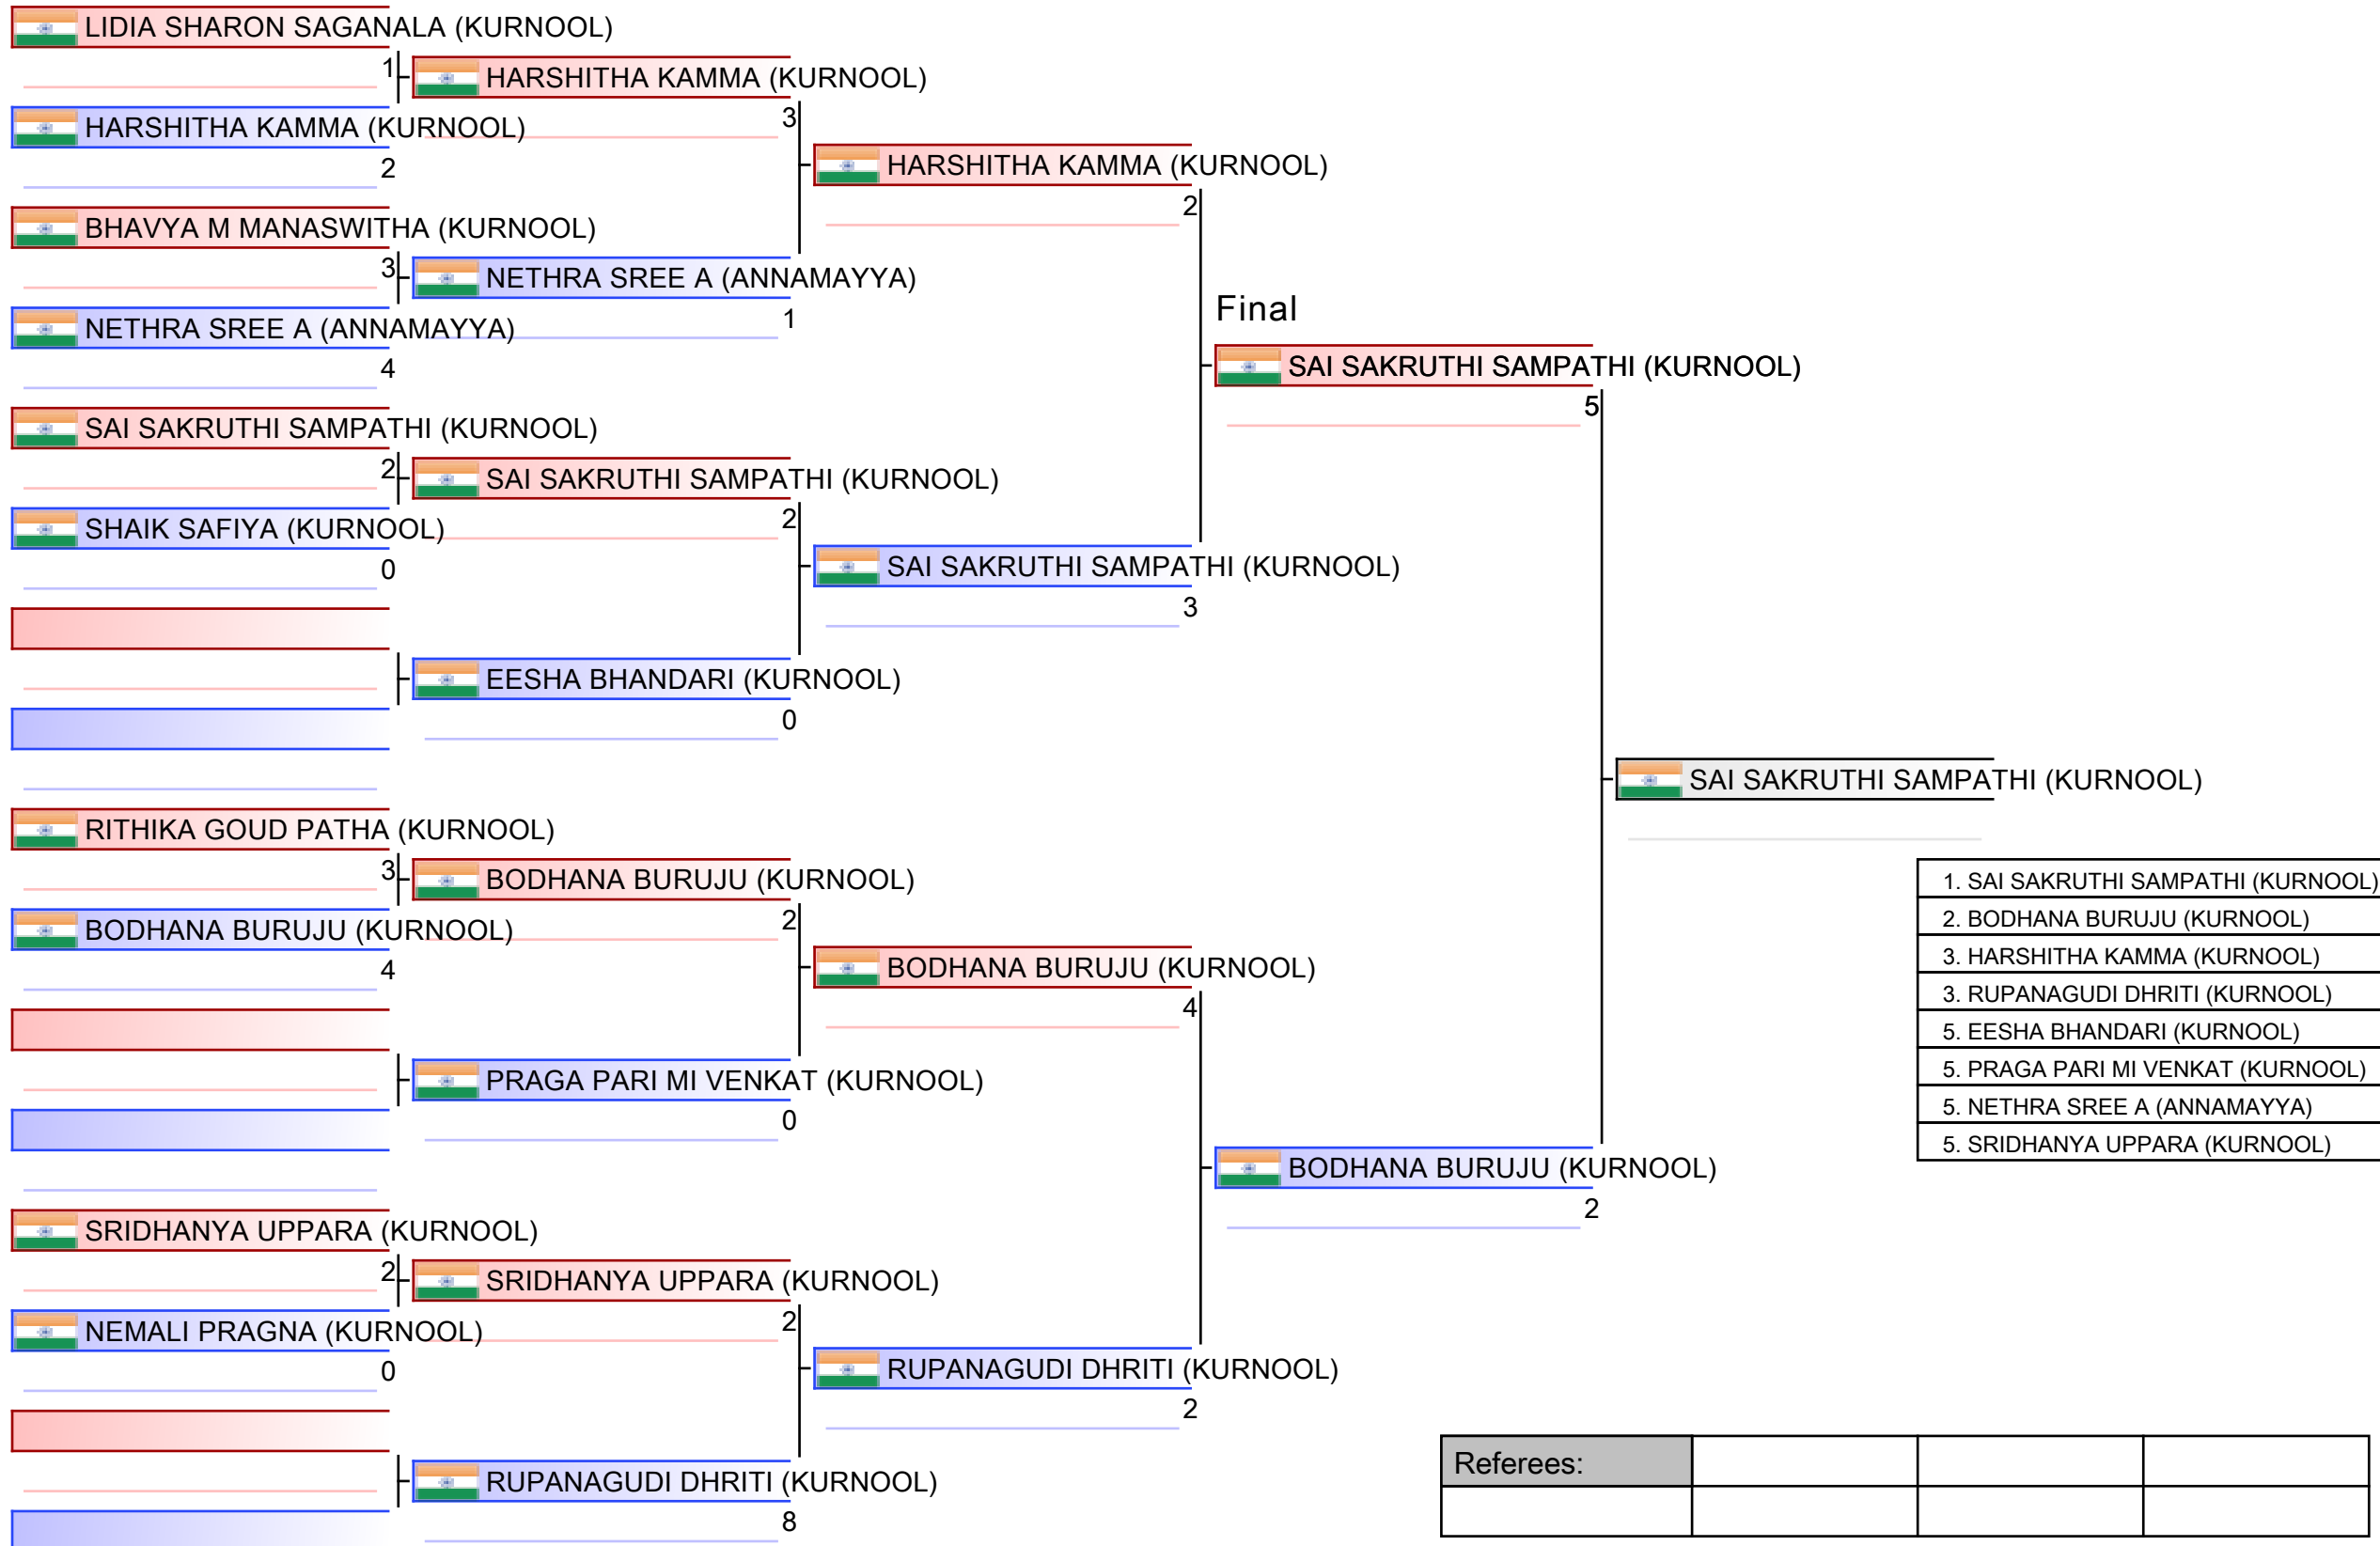 LIDIA SHARON SAGANALA (KURNOOL)
1
HARSHITHA KAMMA (KURNOOL)
2
BHAVYA M MANASWITHA (KURNOOL)
3
NETHRA SREE A (ANNAMAYYA)
4
SAI SAKRUTHI SAMPATHI (KURNOOL)
2
SHAIK SAFIYA (KURNOOL)
0
RITHIKA GOUD PATHA (KURNOOL)
3
BODHANA BURUJU (KURNOOL)
4
SRIDHANYA UPPARA (KURNOOL)
2
NEMALI PRAGNA (KURNOOL)
0
HARSHITHA KAMMA (KURNOOL)
3
NETHRA SREE A (ANNAMAYYA)
1
SAI SAKRUTHI SAMPATHI (KURNOOL)
2
EESHA BHANDARI (KURNOOL)
0
BODHANA BURUJU (KURNOOL)
2
PRAGA PARI MI VENKAT (KURNOOL)
0
SRIDHANYA UPPARA (KURNOOL)
2
RUPANAGUDI DHRITI (KURNOOL)
8
HARSHITHA KAMMA (KURNOOL)
2
SAI SAKRUTHI SAMPATHI (KURNOOL)
3
BODHANA BURUJU (KURNOOL)
4
RUPANAGUDI DHRITI (KURNOOL)
2
Final
SAI SAKRUTHI SAMPATHI (KURNOOL)
5
BODHANA BURUJU (KURNOOL)
2
SAI SAKRUTHI SAMPATHI (KURNOOL)
1. SAI SAKRUTHI SAMPATHI (KURNOOL)
2. BODHANA BURUJU (KURNOOL)
3. HARSHITHA KAMMA (KURNOOL)
3. RUPANAGUDI DHRITI (KURNOOL)
5. EESHA BHANDARI (KURNOOL)
5. PRAGA PARI MI VENKAT (KURNOOL)
5. NETHRA SREE A (ANNAMAYYA)
5. SRIDHANYA UPPARA (KURNOOL)
Referees: